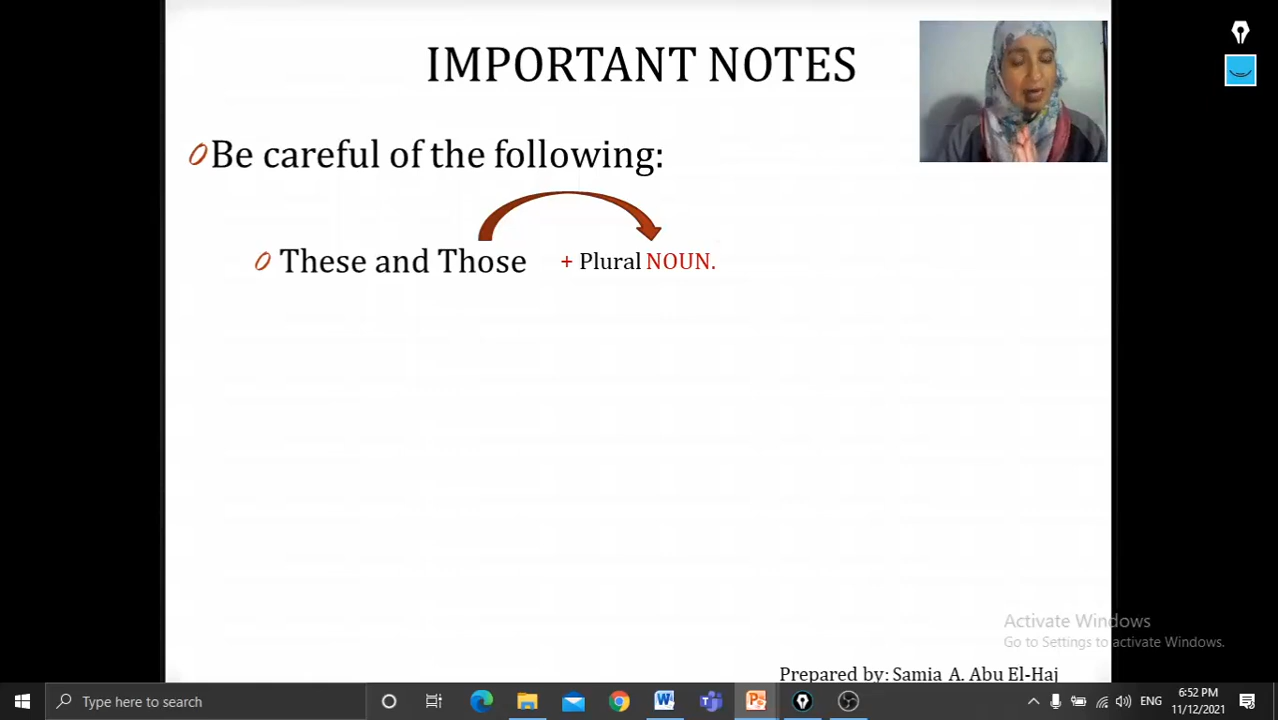 IMPORTANT NOTES
Be careful of the following:
These and Those + Plural NOUN.
Activate Windows
Go to Settings to activate Windows.
Prepared by: Samia A. Abu El-Haj
Type here to search
ENG
6:52 PM
11/12/2021